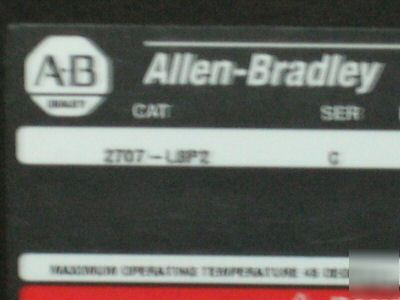 A-B
QUALITY
Allen-Bradley
CAT SER
2707-L8P2 C
MAXIMUM OPERATING TEMPERATURE 45 DEG